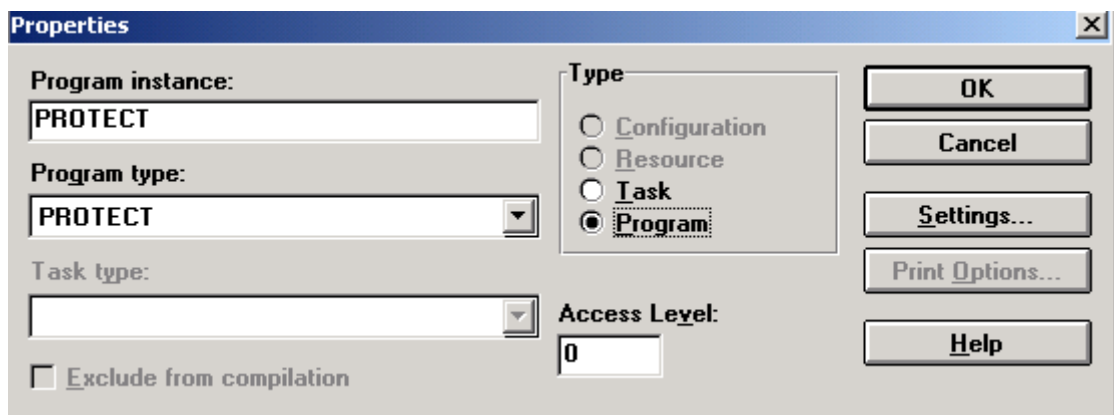 Properties
Program instance:
PROTECT
Program type:
PROTECT
Task type:
Exclude from compilation
Type
Configuration
Resource
Task
Program
Access Level:
0
OK
Cancel
Settings...
Print Options...
Help